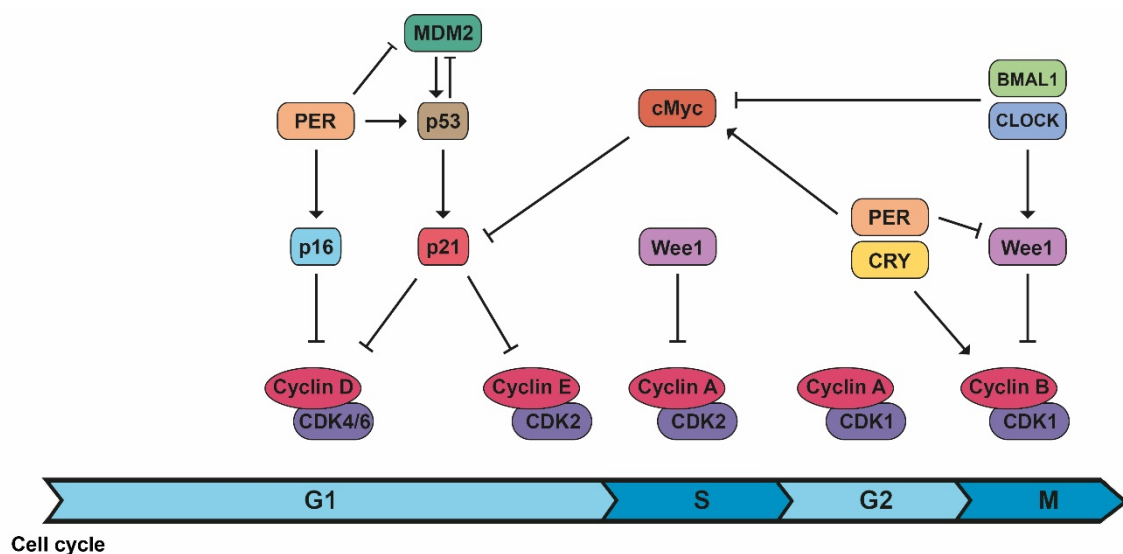 MDM2
BMAL1
PER
p53
cMyc
CLOCK
p16
p21
Wee1
PER
Wee1
CRY
Cyclin D
Cyclin E
Cyclin A
Cyclin A
Cyclin B
CDK4/6
CDK2
CDK2
CDK1
CDK1
G1
S
G2
M
Cell cycle